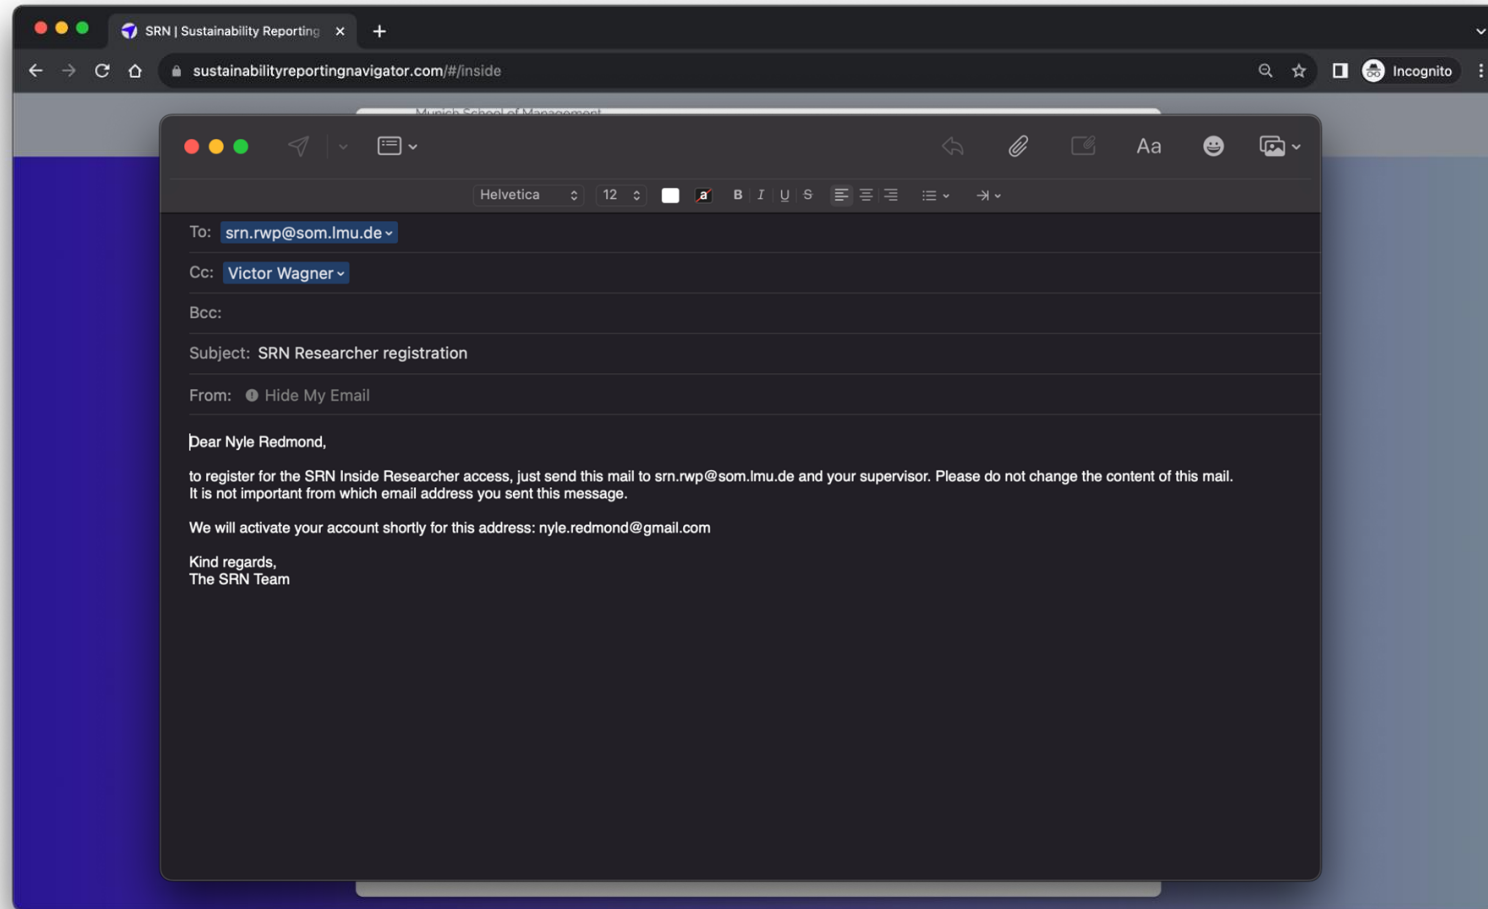 SRN | Sustainability Reporting
sustainabilityreportingnavigator.com/#/inside
Incognito
Munich School of Management
Aa
Helvetica
12
a B I U S
To: srn.rwp@som.lmu.de
Cc: Victor Wagner
Bcc:
Subject: SRN Researcher registration
From: Hide My Email
Dear Nyle Redmond,
to register for the SRN Inside Researcher access, just send this mail to srn.rwp@som.lmu.de and your supervisor. Please do not change the content of this mail.
It is not important from which email address you sent this message.
We will activate your account shortly for this address: nyle.redmond@gmail.com
Kind regards,
The SRN Team